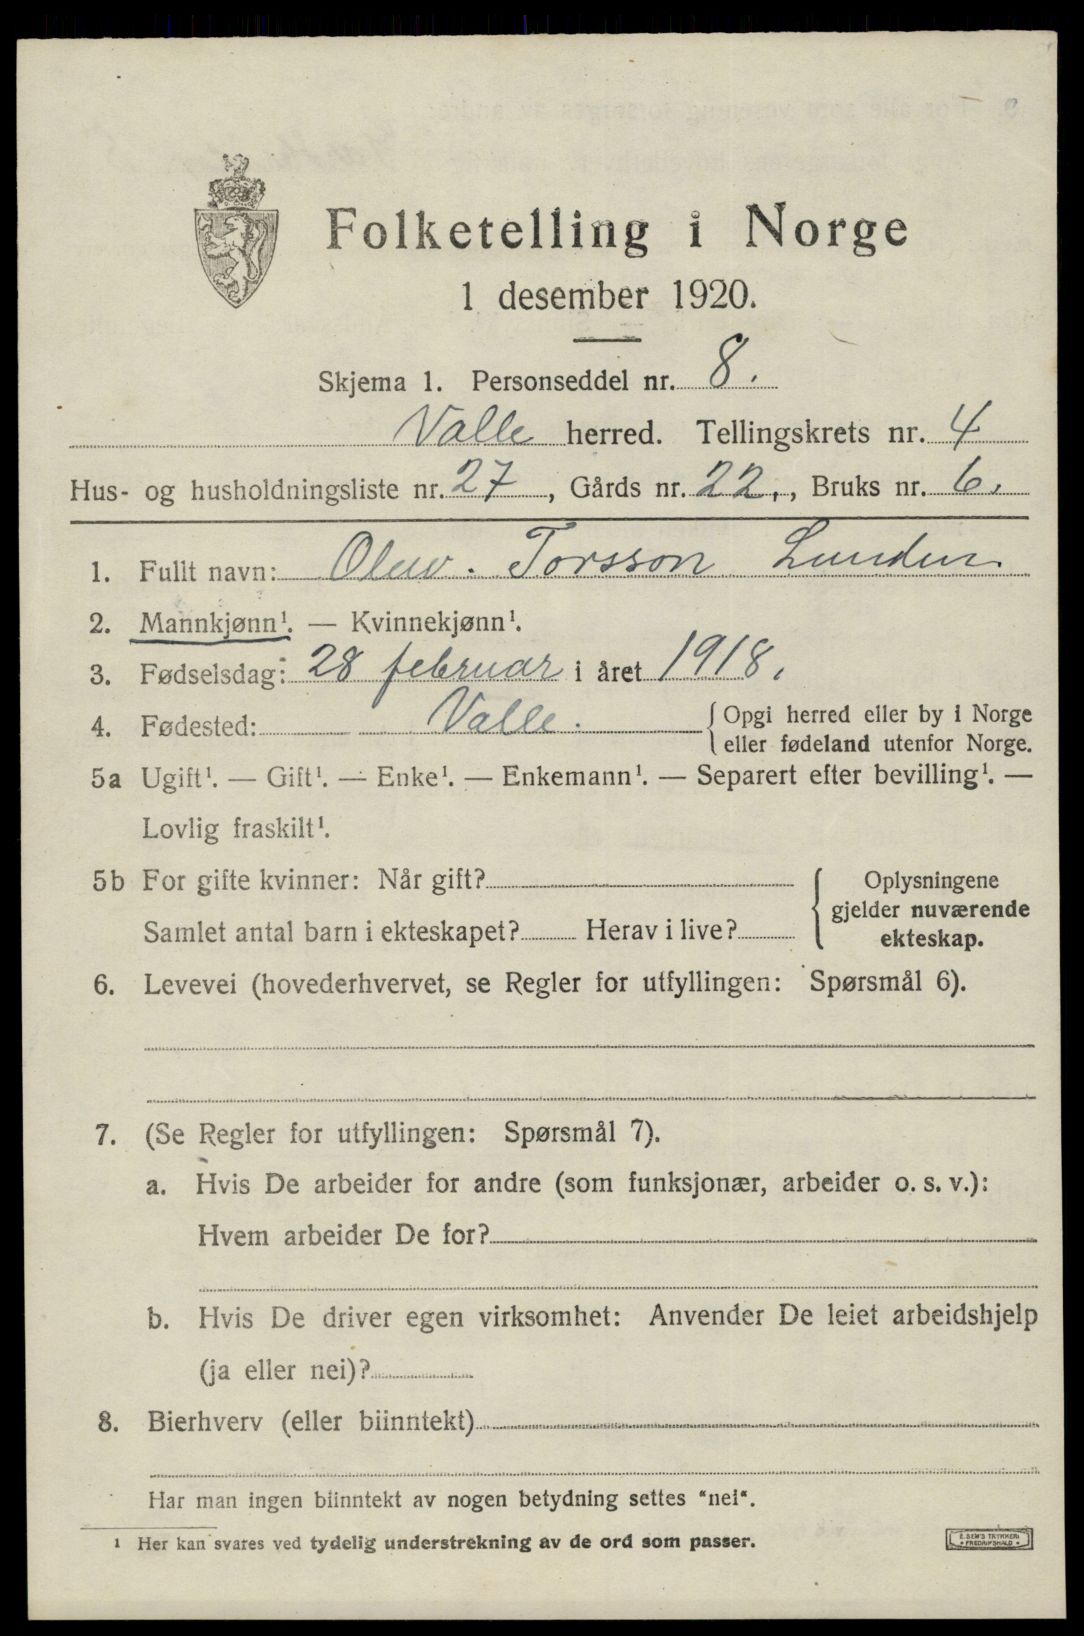 Folketelling i Norge
1 desember 1920.
Skjema 1. Personseddel nr. 8.
Valle herred. Tellingskrets nr. 4
Hus- og husholdningsliste nr. 27, Gårds nr. 22., Bruks nr. 6.
1. Fullt navn: Olav. Torsson Lunden
2. Mannkjønn¹. — Kvinnekjønn¹.
3. Fødselsdag: 28 februar i året 1918.
4. Fødested: Valle. {Opgi herred eller by i Norge
eller fødeland utenfor Norge.
5a Ugift¹. — Gift¹. — Enke¹. — Enkemann¹. — Separert efter bevilling¹. —
Lovlig fraskilt¹.
5b For gifte kvinner: Når gift?
Samlet antal barn i ekteskapet? Herav i live?
{Oplysningene
gjelder nuværende
ekteskap.
6. Levevei (hovederhvervet, se Regler for utfyllingen: Spørsmål 6).
7. (Se Regler for utfyllingen: Spørsmål 7).
a. Hvis De arbeider for andre (som funksjonær, arbeider o. s. v.):
Hvem arbeider De for?
b. Hvis De driver egen virksomhet: Anvender De leiet arbeidshjelp
(ja eller nei)?
8. Bierhverv (eller biinntekt)
Har man ingen biinntekt av nogen betydning settes "nei".
¹ Her kan svares ved tydelig understrekning av de ord som passer.
E. SEM'S TRYKKERI
• FREDRIKSHALD •